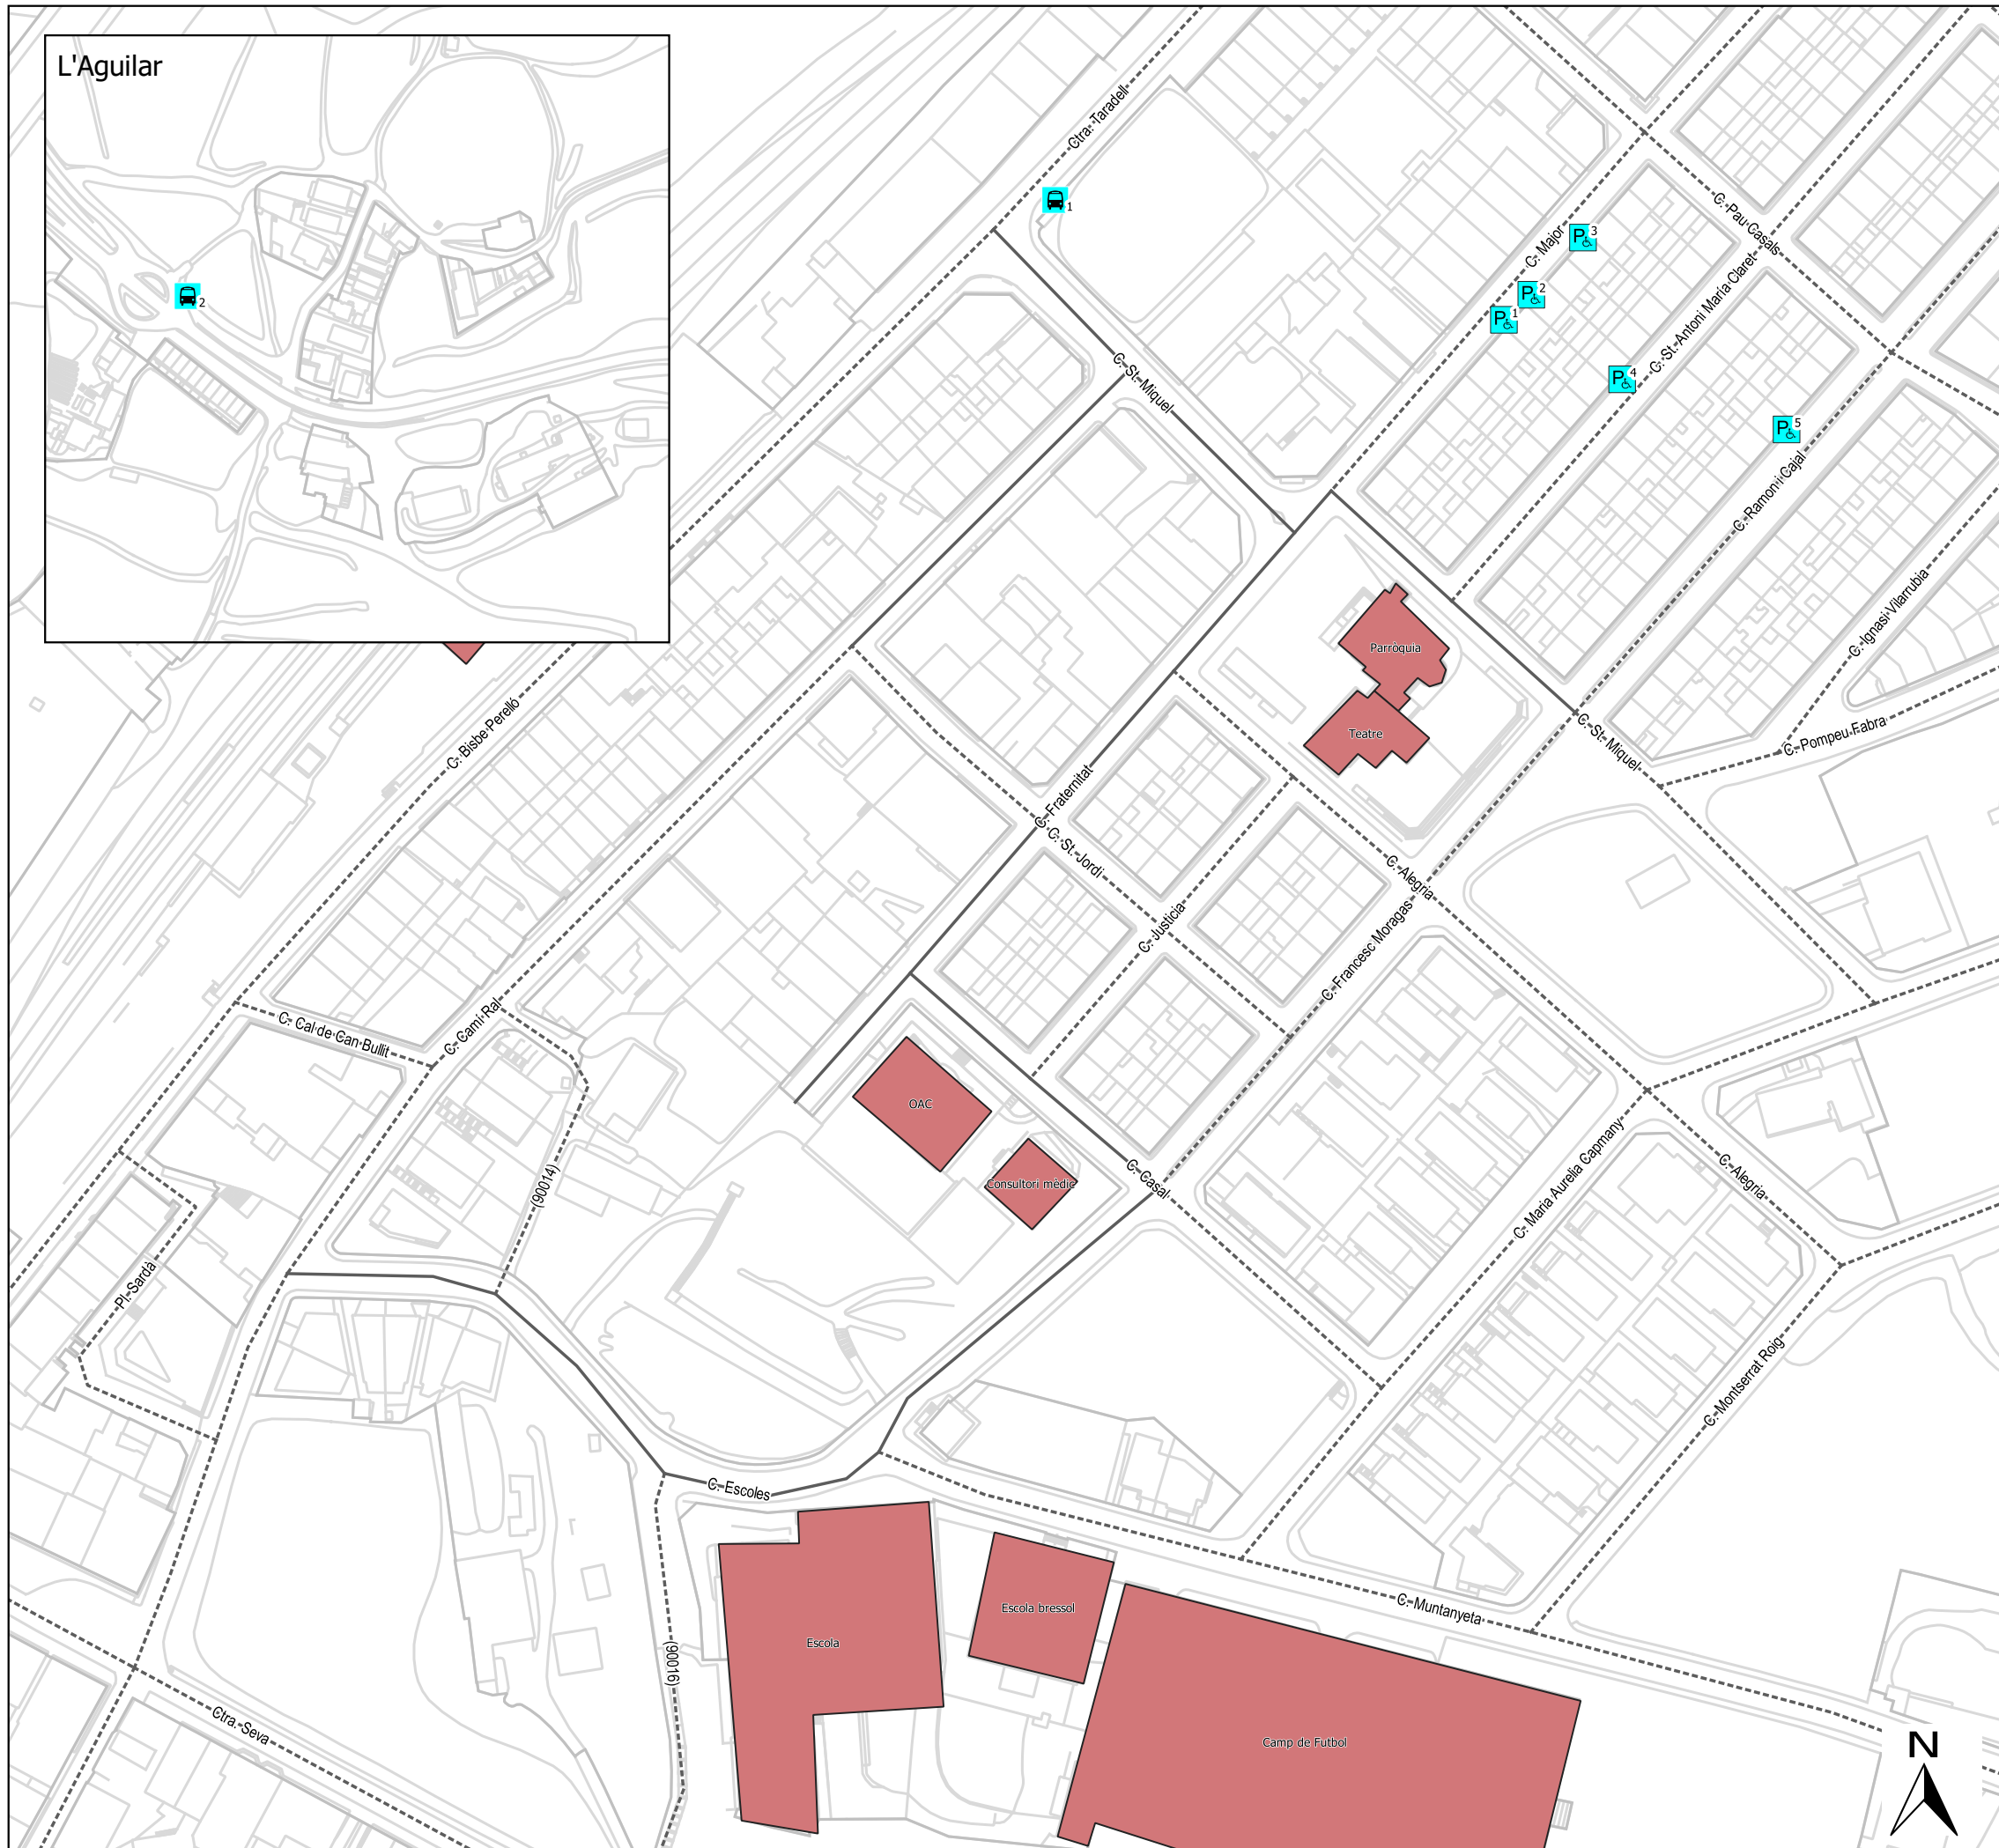 L'Aguilar
2
Ctra. Taradell
1
C. St. Miquel
C. Major
3
2
1
C. Pau Casals
C. St. Antoni Maria Claret
4
5
C. Ramon i Cajal
C. Ignasi Vilarrubia
C. Pompeu Fabra
C. St. Miquel
Parròquia
Teatre
C. Bisbe Perelló
C. Fraternitat
C. C. St. Jordi
C. Alegria
C. Justícia
C. Francesc Moragas
C. Cal de Can Bullit
C. Camí Ral
OAC
Consultori mèdic
C. Casal
(90014)
C. Maria Aurelia Capmany
C. Alegria
Pl. Sardà
C. Montserrat Roig
C. Escoles
C. Muntanyeta
Escola bressol
Escola
(90016)
Ctra. Seva
Camp de Futbol
N